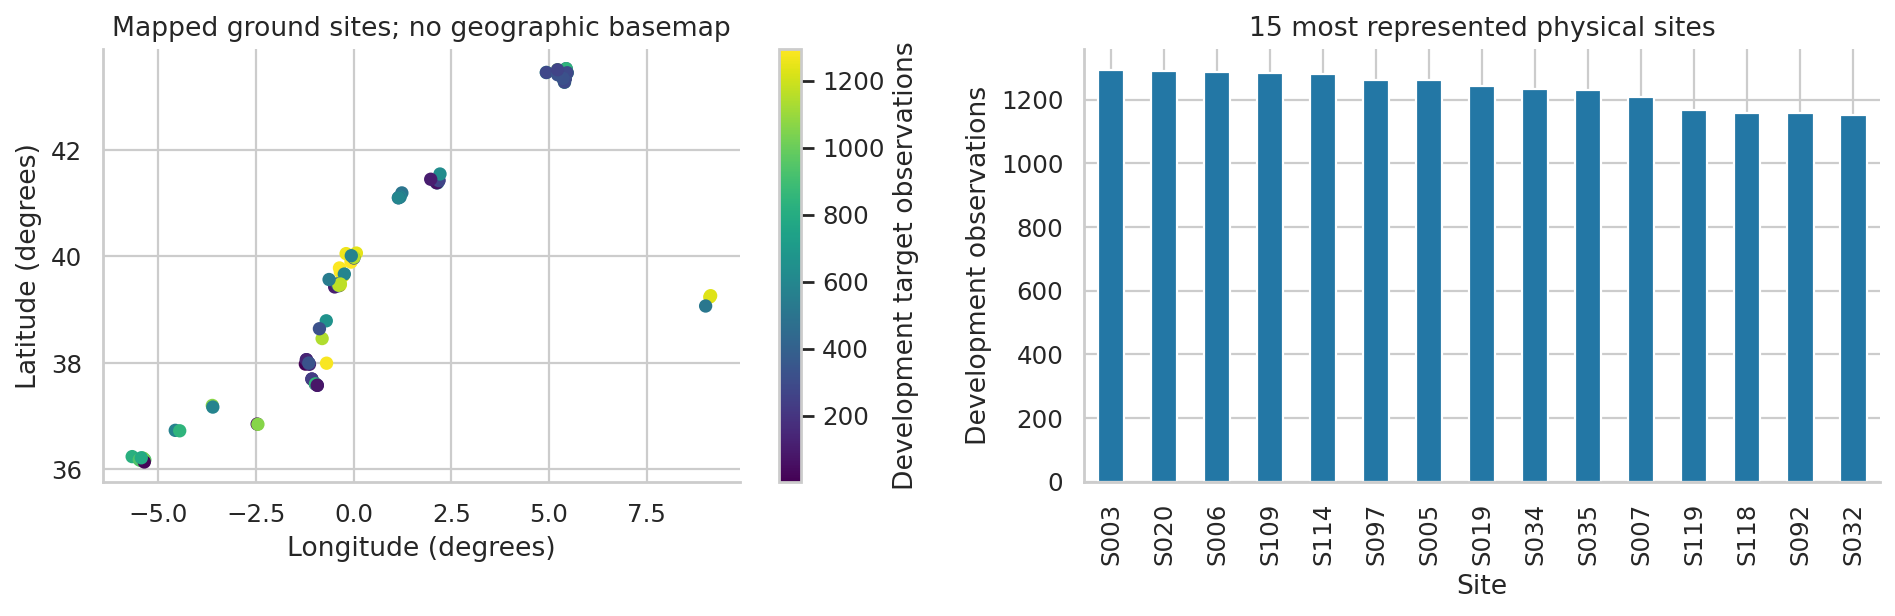 Mapped ground sites; no geographic basemap
Latitude (degrees)
42
40
38
36
−5.0
−2.5
0.0
2.5
5.0
7.5
Longitude (degrees)
1200
1000
800
600
400
200
Development target observations
15 most represented physical sites
Development observations
1200
1000
800
600
400
200
0
S003
S020
S006
S109
S114
S097
S005
S019
S034
S035
S007
S119
S118
S092
S032
Site